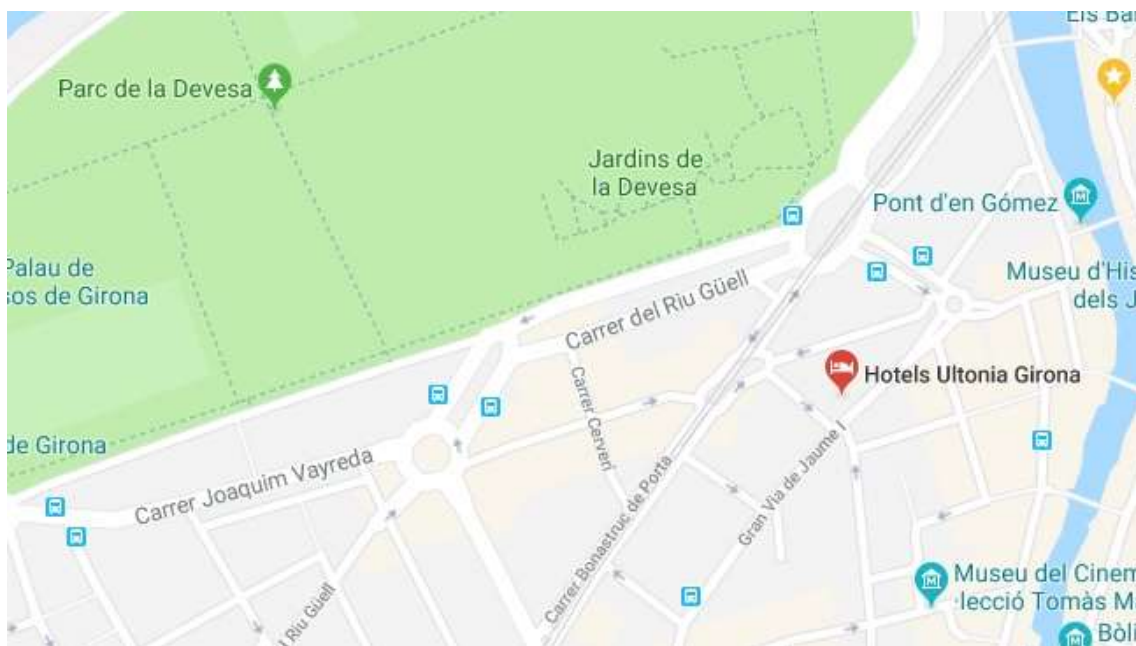 Els Bar
Parc de la Devesa
Jardins de
la Devesa
Pont d'en Gómez
Palau de
sos de Girona
Museu d'His
dels J
Carrer del Riu Güell
Hotels Ultonia Girona
Carrer Cerverí
de Girona
Carrer Joaquim Vayreda
Gran Via de Jaume I
Carrer Bonastruc de Porta
l Riu Güell
Museu del Cinem
·lecció Tomàs M
Bòli